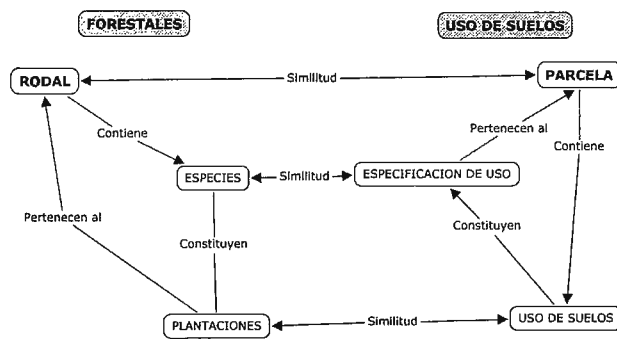 FORESTALES
USO DE SUELOS
RODAL
Similitud
PARCELA
Contiene
Pertenecen al
Contiene
ESPECIES
Similitud
ESPECIFICACION DE USO
Pertenecen al
Constituyen
Constituyen
PLANTACIONES
Similitud
USO DE SUELOS